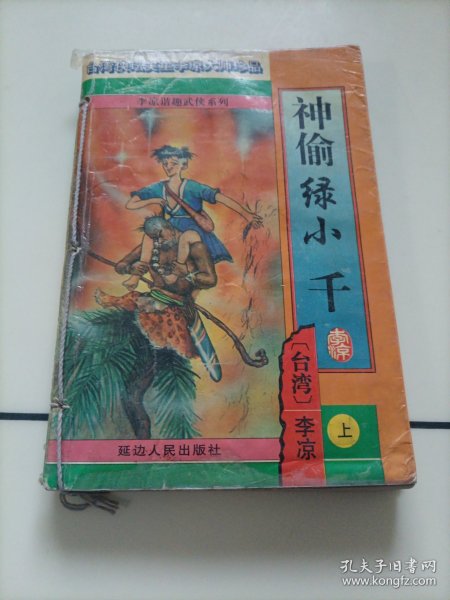 李凉谐趣武侠系列
神偷绿小千
李凉
〔台湾〕李凉
上
延边人民出版社
孔夫子旧书网
www.kongfz.com